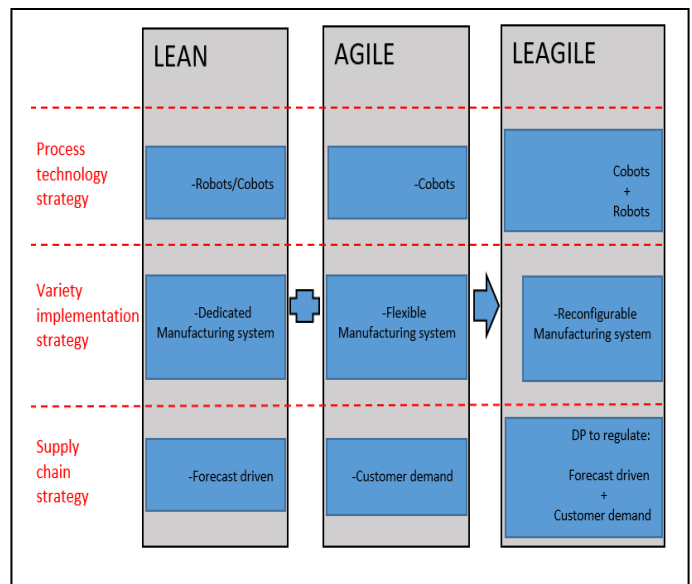 LEAN
AGILE
LEAGILE
Process
technology
strategy
-Robots/Cobots
-Cobots
Cobots
+
Robots
Variety
implementation
strategy
-Dedicated
Manufacturing system
-Flexible
Manufacturing system
-Reconfigurable
Manufacturing system
Supply
chain
strategy
-Forecast driven
-Customer demand
DP to regulate:
Forecast driven
+
Customer demand